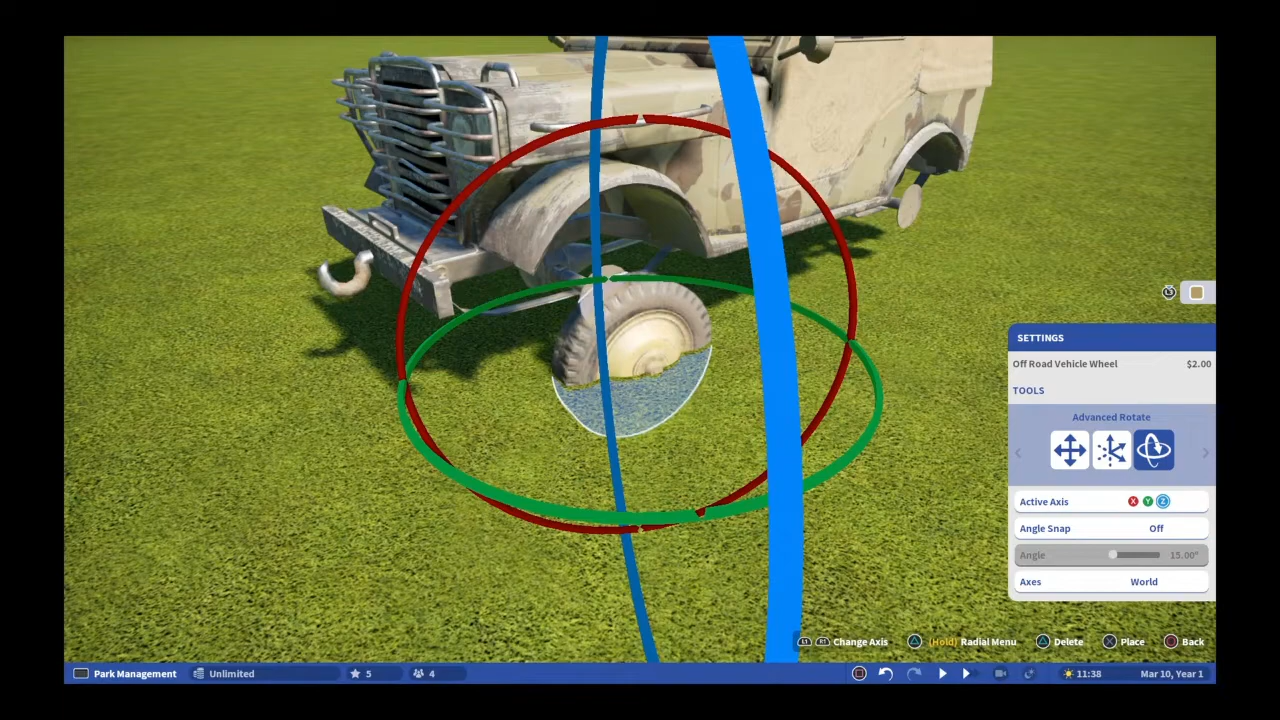 SETTINGS
Off Road Vehicle Wheel $2.00
TOOLS
Advanced Rotate
Active Axis X Y Z
Angle Snap Off
Angle 15.00°
Axes World
L1 R1 Change Axis (Hold) Radial Menu Delete Place Back
Park Management Unlimited 5 4 11:38 Mar 10, Year 1